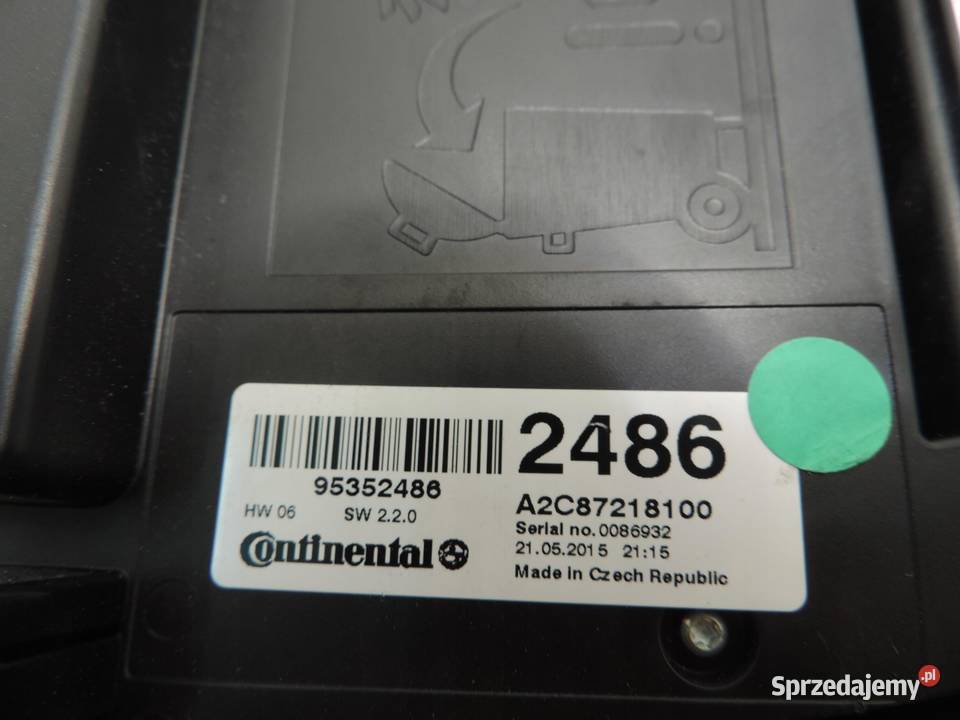 2486
95352486
HW 06 SW 2.2.0
Continental
A2C87218100
Serial no.0086932
21.05.2015 21:15
Made in Czech Republic
Sprzedajemy.pl